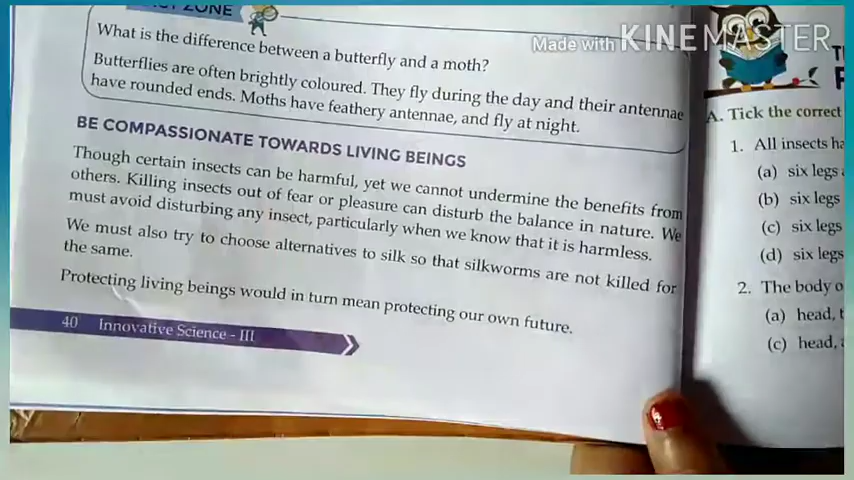 ZONE
What is the difference between a butterfly and a moth?
Butterflies are often brightly coloured. They fly during the day and their antennae
have rounded ends. Moths have feathery antennae, and fly at night.
BE COMPASSIONATE TOWARDS LIVING BEINGS
Though certain insects can be harmful, yet we cannot undermine the benefits from
others. Killing insects out of fear or pleasure can disturb the balance in nature. We
must avoid disturbing any insect, particularly when we know that it is harmless.
We must also try to choose alternatives to silk so that silkworms are not killed for
the same.
Protecting living beings would in turn mean protecting our own future.
40 Innovative Science - III
Made with KINEMASTER
A. Tick the correct
1. All insects ha
(a) six legs
(b) six legs
(c) six legs
(d) six legs
2. The body o
(a) head, t
(c) head,